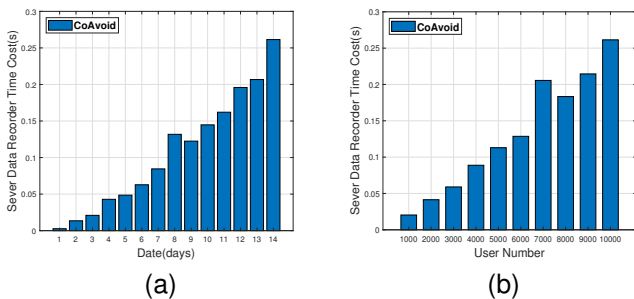 0.3
CoAvoid
0.25
0.2
0.15
0.1
0.05
0
Sever Data Recorder Time Cost(s)
1 2 3 4 5 6 7 8 9 10 11 12 13 14
Date(days)
(a)
0.3
CoAvoid
0.25
0.2
0.15
0.1
0.05
0
Sever Data Recorder Time Cost(s)
1000 2000 3000 4000 5000 6000 7000 8000 9000 10000
User Number
(b)